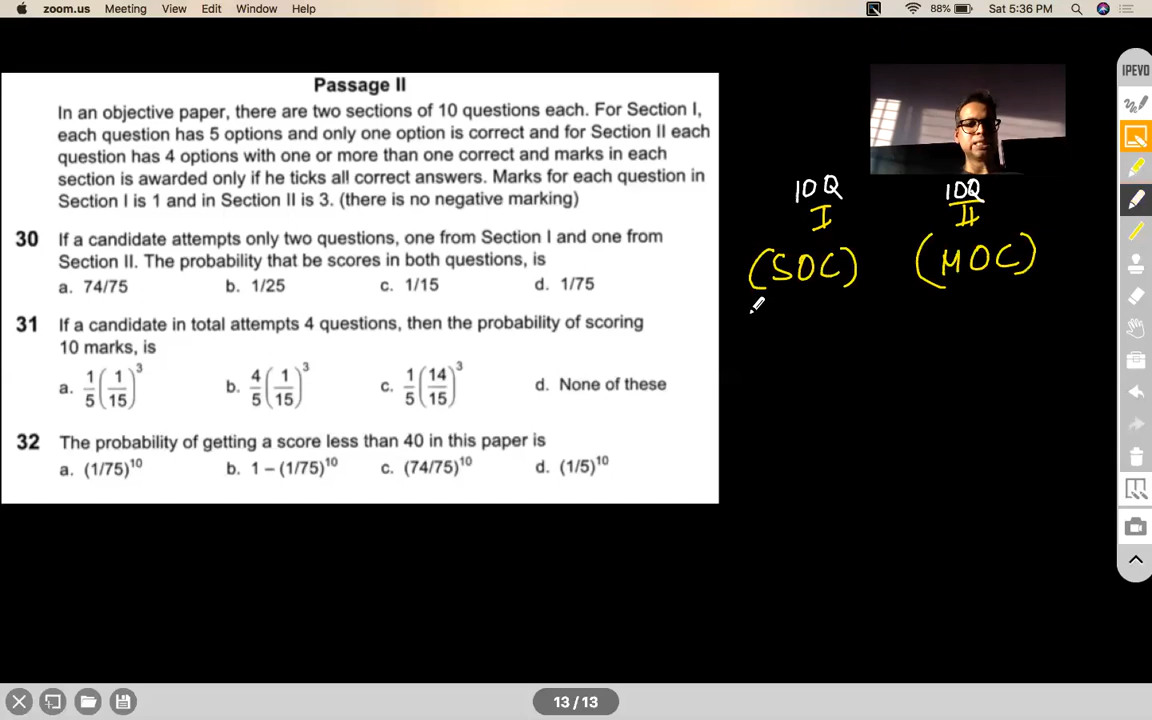 zoom.us Meeting View Edit Window Help 88% Sat 5:36 PM
IPEVO
Passage II
In an objective paper, there are two sections of 10 questions each. For Section I,
each question has 5 options and only one option is correct and for Section II each
question has 4 options with one or more than one correct and marks in each
section is awarded only if he ticks all correct answers. Marks for each question in
Section I is 1 and in Section II is 3. (there is no negative marking)
30 If a candidate attempts only two questions, one from Section I and one from
Section II. The probability that be scores in both questions, is
a. 74/75 b. 1/25 c. 1/15 d. 1/75
31 If a candidate in total attempts 4 questions, then the probability of scoring
10 marks, is
a. 1/5 (1/15)³ b. 4/5 (1/15)³ c. 1/5 (14/15)³ d. None of these
32 The probability of getting a score less than 40 in this paper is
a. (1/75)¹⁰ b. 1 – (1/75)¹⁰ c. (74/75)¹⁰ d. (1/5)¹⁰
10Q 10Q
I II
(SOC) (MOC)
13 / 13